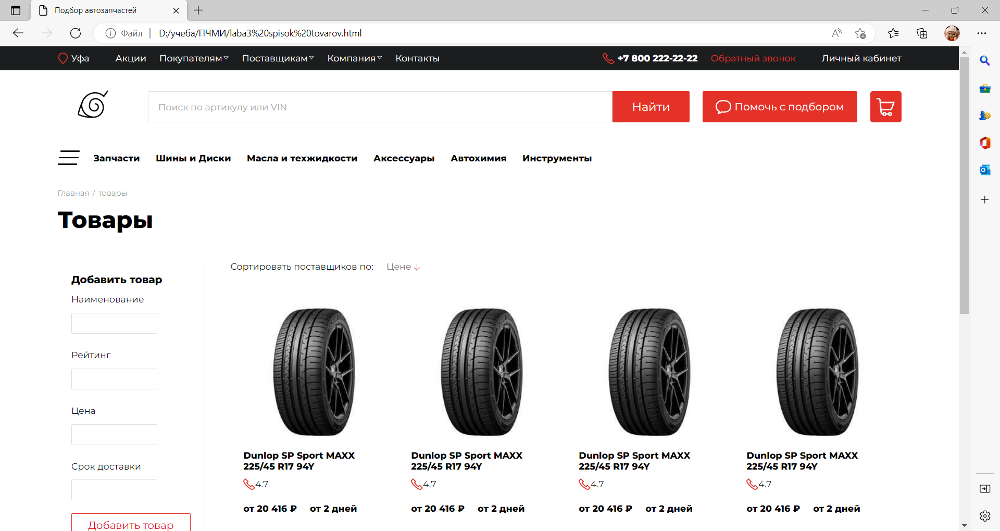 Подбор автозапчастей
Файл D:/учеба/ПЧМИ/laba3%20spisok%20tovarov.html
Уфа Акции Покупателям Поставщикам Компания Контакты +7 800 222-22-22 Обратный звонок Личный кабинет
Поиск по артикулу или VIN Найти Помочь с подбором
Запчасти Шины и Диски Масла и техжидкости Аксессуары Автохимия Инструменты
Главная / товары
Товары
Сортировать поставщиков по: Цене
Добавить товар
Наименование
Рейтинг
Цена
Срок доставки
Добавить товар
Dunlop SP Sport MAXX
225/45 R17 94Y
4.7
от 20 416 ₽ от 2 дней
Dunlop SP Sport MAXX
225/45 R17 94Y
4.7
от 20 416 ₽ от 2 дней
Dunlop SP Sport MAXX
225/45 R17 94Y
4.7
от 20 416 ₽ от 2 дней
Dunlop SP Sport MAXX
225/45 R17 94Y
4.7
от 20 416 ₽ от 2 дней